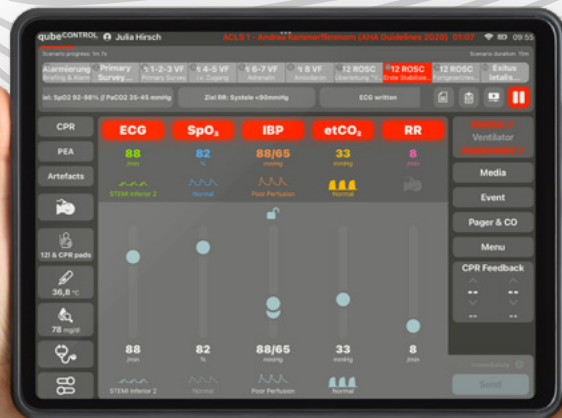 qubeCONTROL Julia Hirsch ACLS 1 - Andrea Kammerflimmern (AHA Guidelines 2020) 01:07 09:55
Scenario progress: 1m 7s Scenario duration: 15m
Alarmierung Primary 1-2-3 VF 4-5 VF 6-7 VF 8 VF 12 ROSC 12 ROSC 12 ROSC Exitus
Briefing & Alarm Survey... Primary Survey i.v. Zugang Adrenalin Amiodaron Erste Stabilisie... letalis...
iel: SpO2 92-98% // PaCO2 35-45 mmHg Ziel RR: Systole <90mmHg ECG written
CPR ECG SpO₂ IBP etCO₂ RR
PEA 88 82 88/65 33 8 Ventilator
/min % mmHg mmHg /min
Artefacts Media
STEMI Inferior 2 Normal Poor Perfusion Normal
Event
Pager & CO
12l & CPR pads Menu
CPR Feedback
36,8 °C -- --
78 mg/dl -- --
88 82 88/65 33 8
/min % mmHg mmHg /min
Immediately
STEMI Inferior 2 Normal Poor Perfusion Normal Send